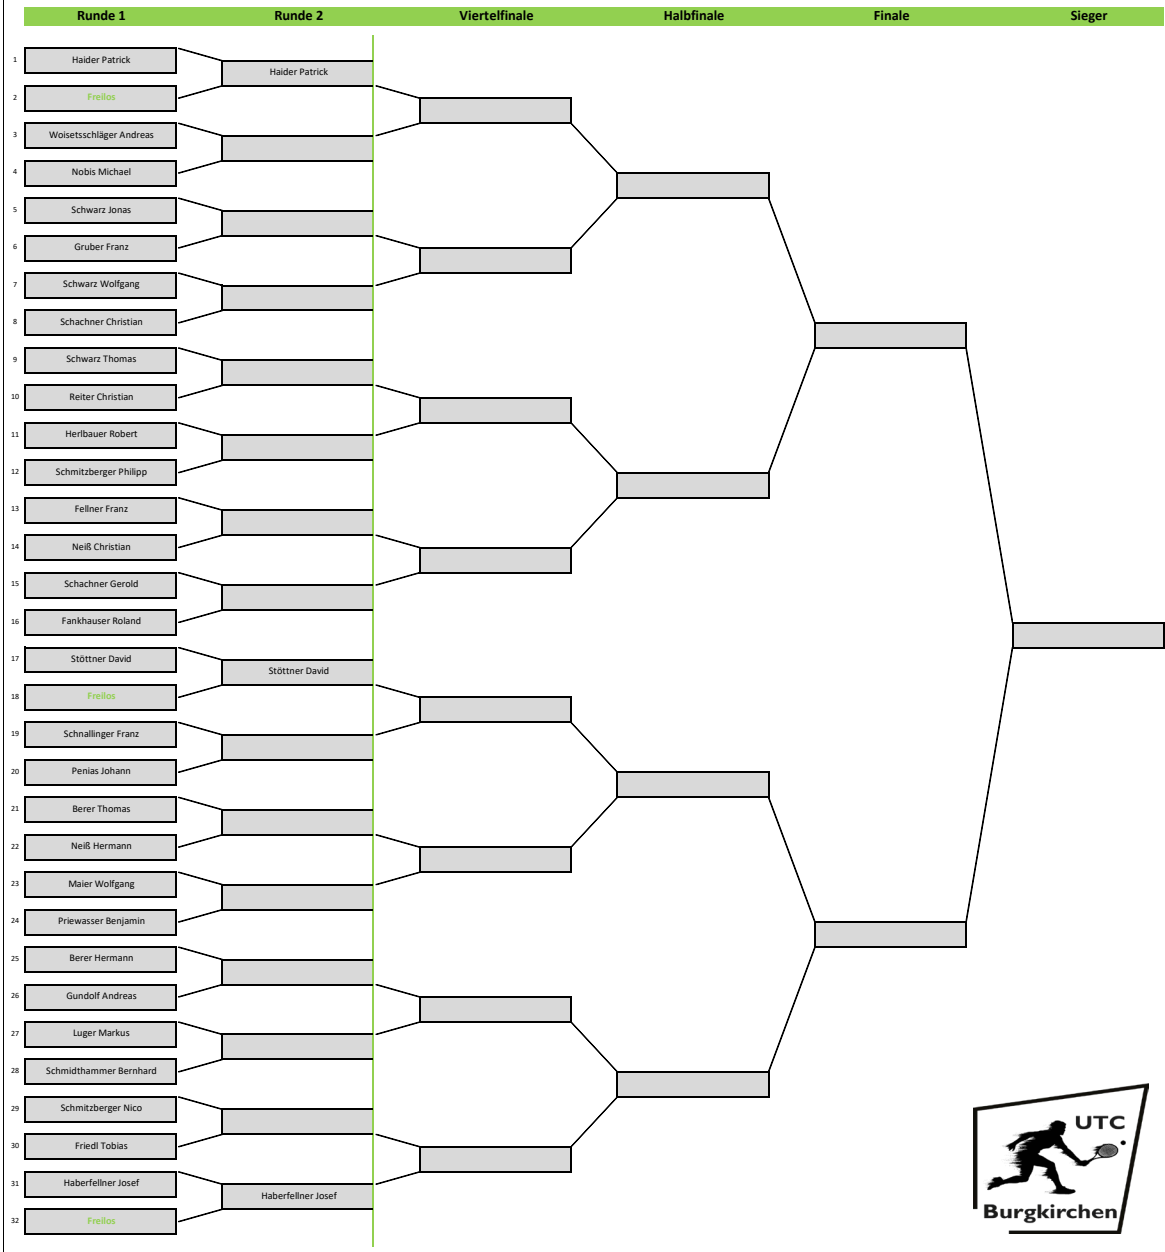 Runde 1 Runde 2 Viertelfinale Halbfinale Finale Sieger
1 Haider Patrick
Haider Patrick
2 Freilos
3 Woisetsschläger Andreas
4 Nobis Michael
5 Schwarz Jonas
6 Gruber Franz
7 Schwarz Wolfgang
8 Schachner Christian
9 Schwarz Thomas
10 Reiter Christian
11 Herlbauer Robert
12 Schmitzberger Philipp
13 Fellner Franz
14 Neiß Christian
15 Schachner Gerold
16 Fankhauser Roland
17 Stöttner David
Stöttner David
18 Freilos
19 Schnallinger Franz
20 Penias Johann
21 Berer Thomas
22 Neiß Hermann
23 Maier Wolfgang
24 Priewasser Benjamin
25 Berer Hermann
26 Gundolf Andreas
27 Luger Markus
28 Schmidthammer Bernhard
29 Schmitzberger Nico
30 Friedl Tobias
31 Haberfellner Josef
Haberfellner Josef
32 Freilos
UTC
Burgkirchen